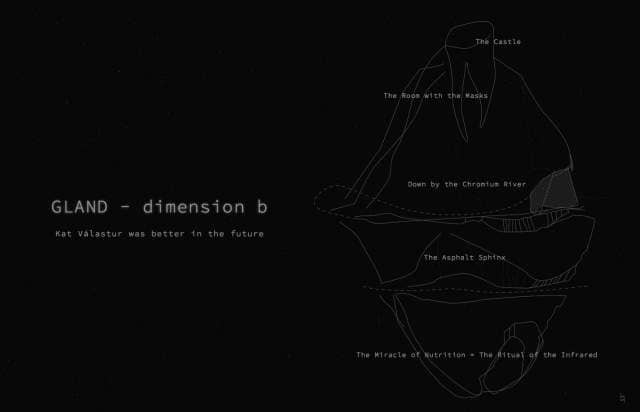 The Castle
The Room with the Masks
Down by the Chromium River
GLAND – dimension b
Kat Válastur was better in the future
The Asphalt Sphinx
The Miracle of Nutrition + The Ritual of the Infrared